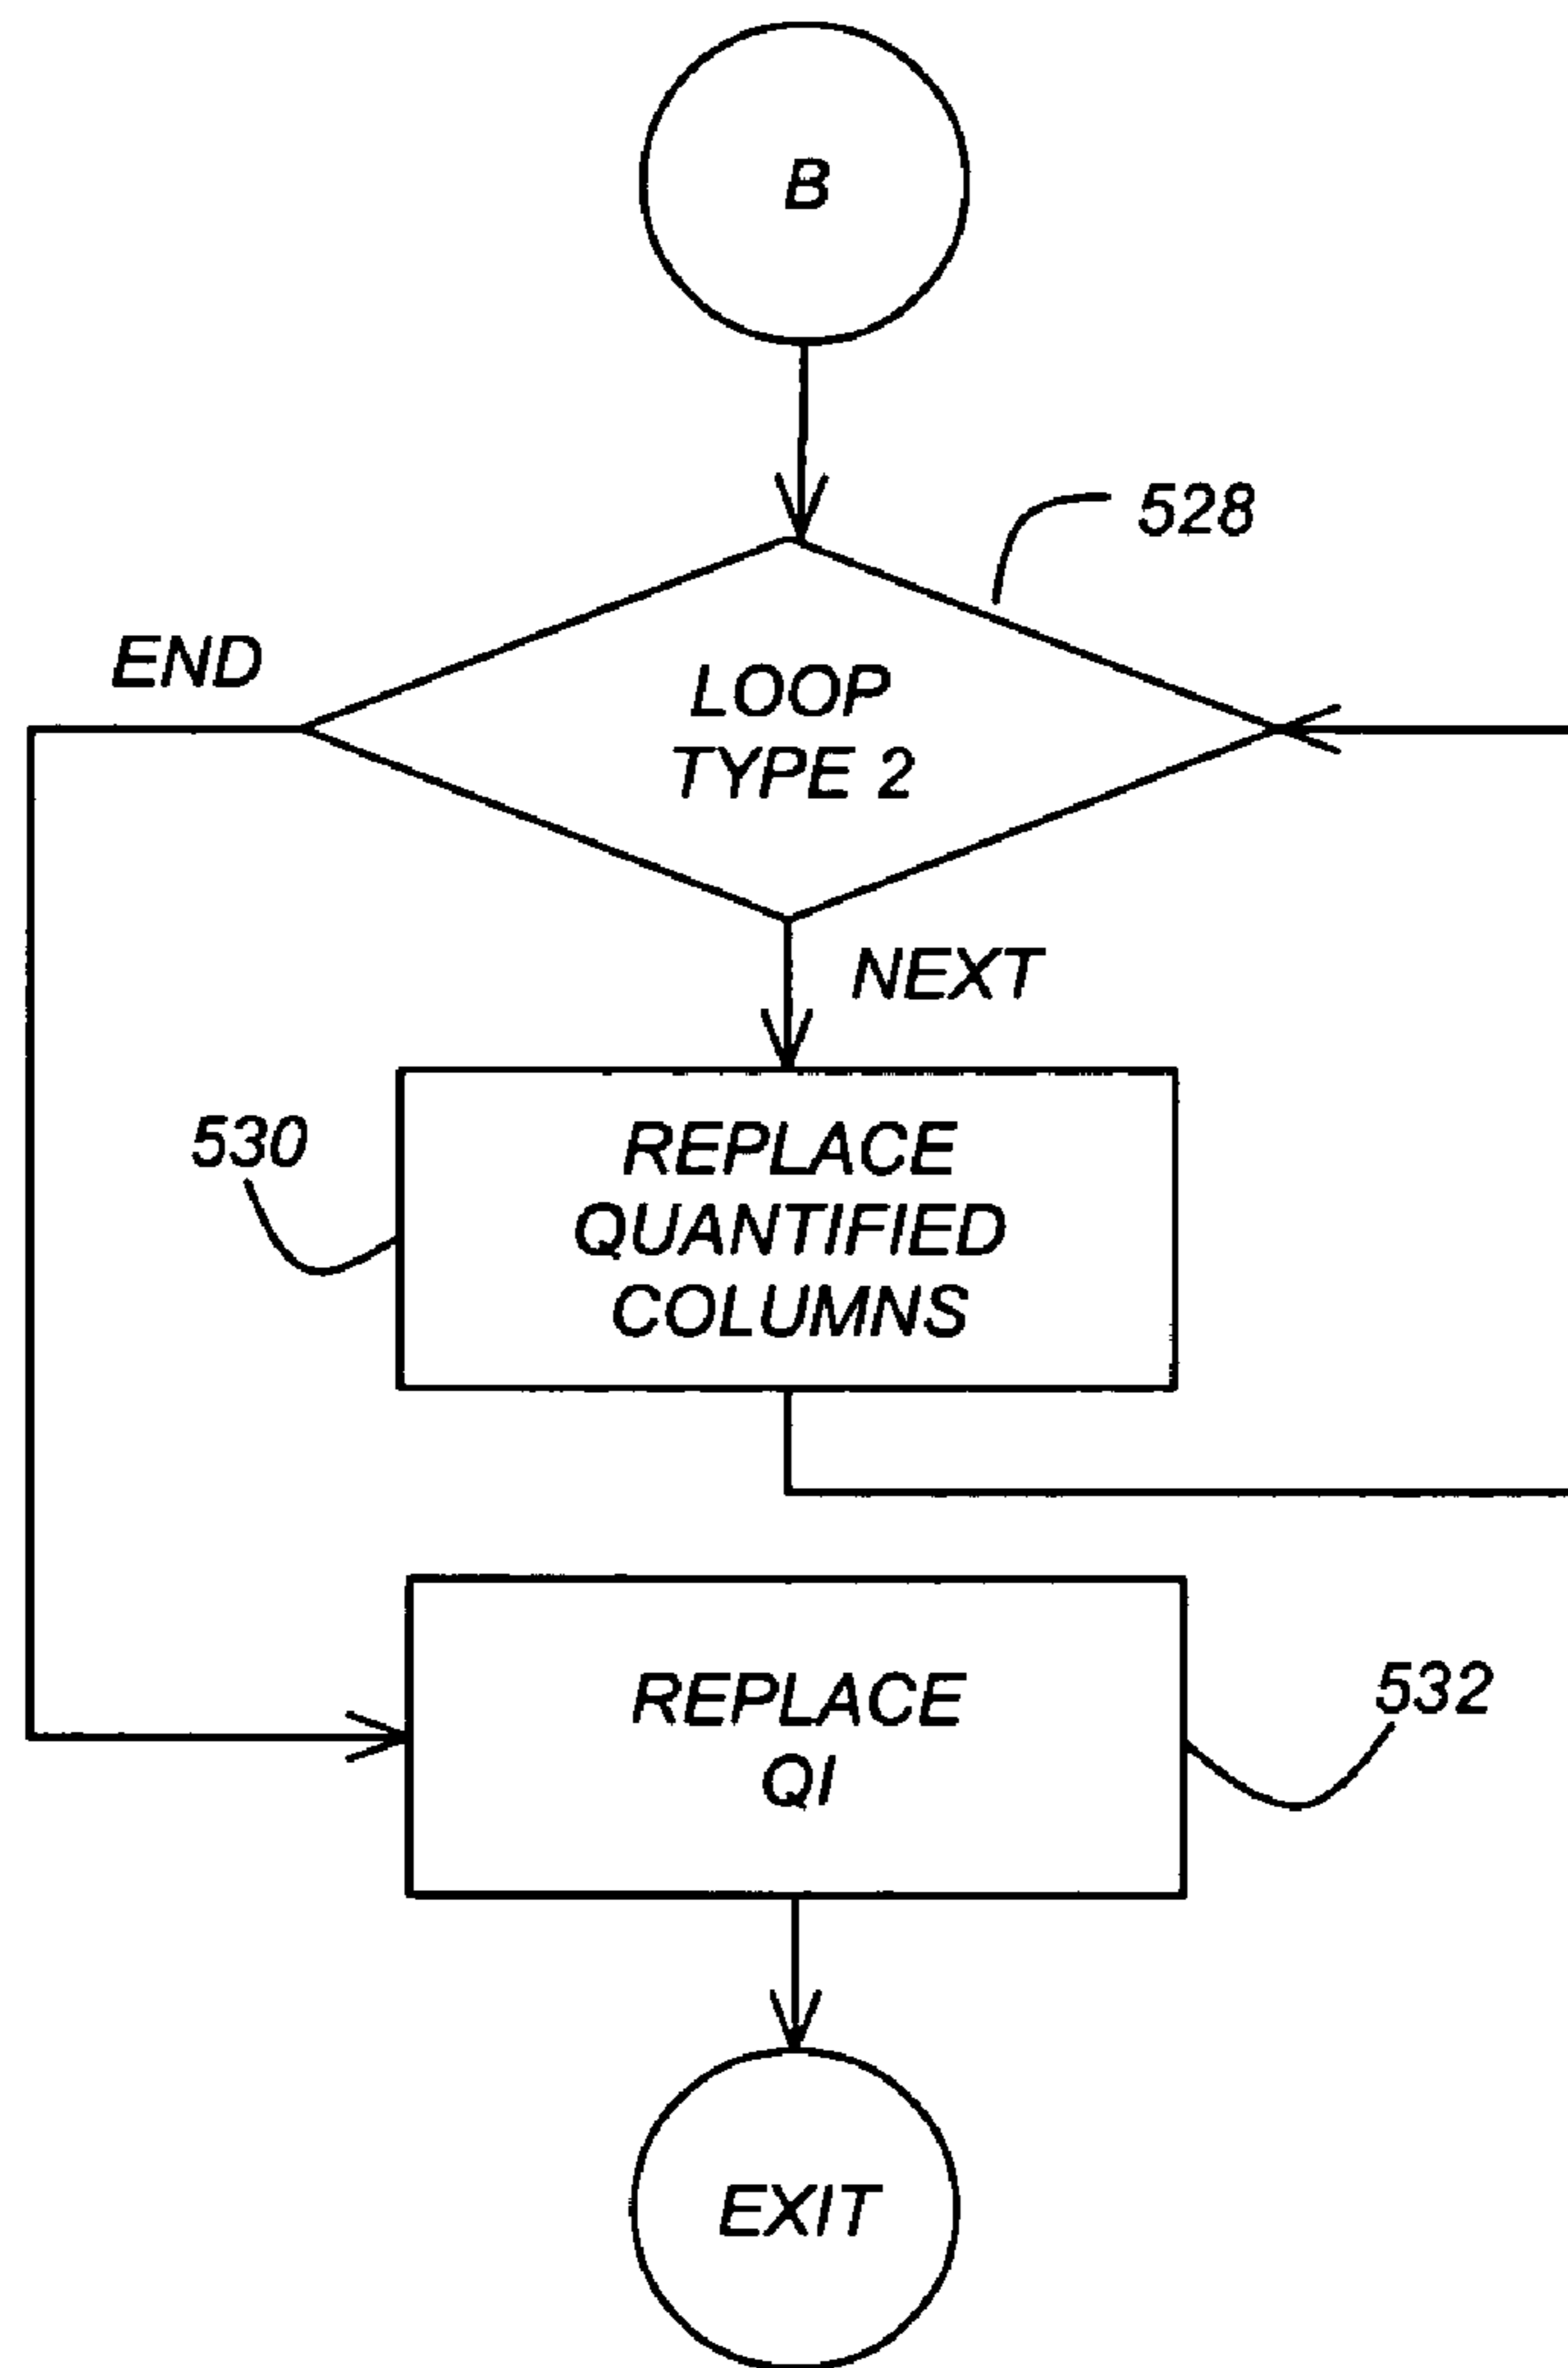 B
528
END
LOOP
TYPE 2
NEXT
530
REPLACE
QUANTIFIED
COLUMNS
REPLACE
QI
532
EXIT